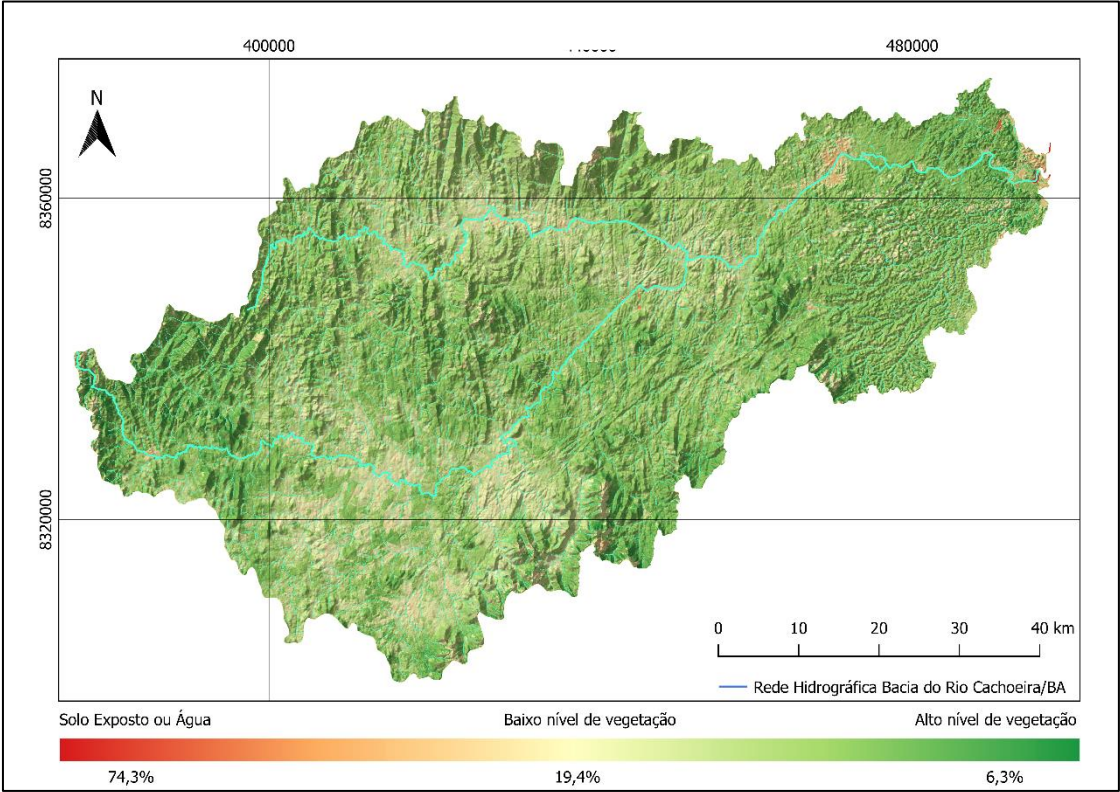 400000
480000
N
8360000
8320000
0 10 20 30 40 km
Rede Hidrográfica Bacia do Rio Cachoeira/BA
Solo Exposto ou Água Baixo nível de vegetação Alto nível de vegetação
74,3% 19,4% 6,3%